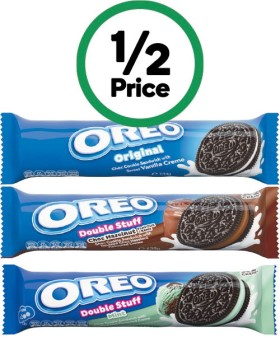 1/2
Price
OREO
Original
Choc Double Sandwich with
Vanilla Creme
OREO
Double Stuff
Choc Hazelnut
OREO
Double Stuff
Mint